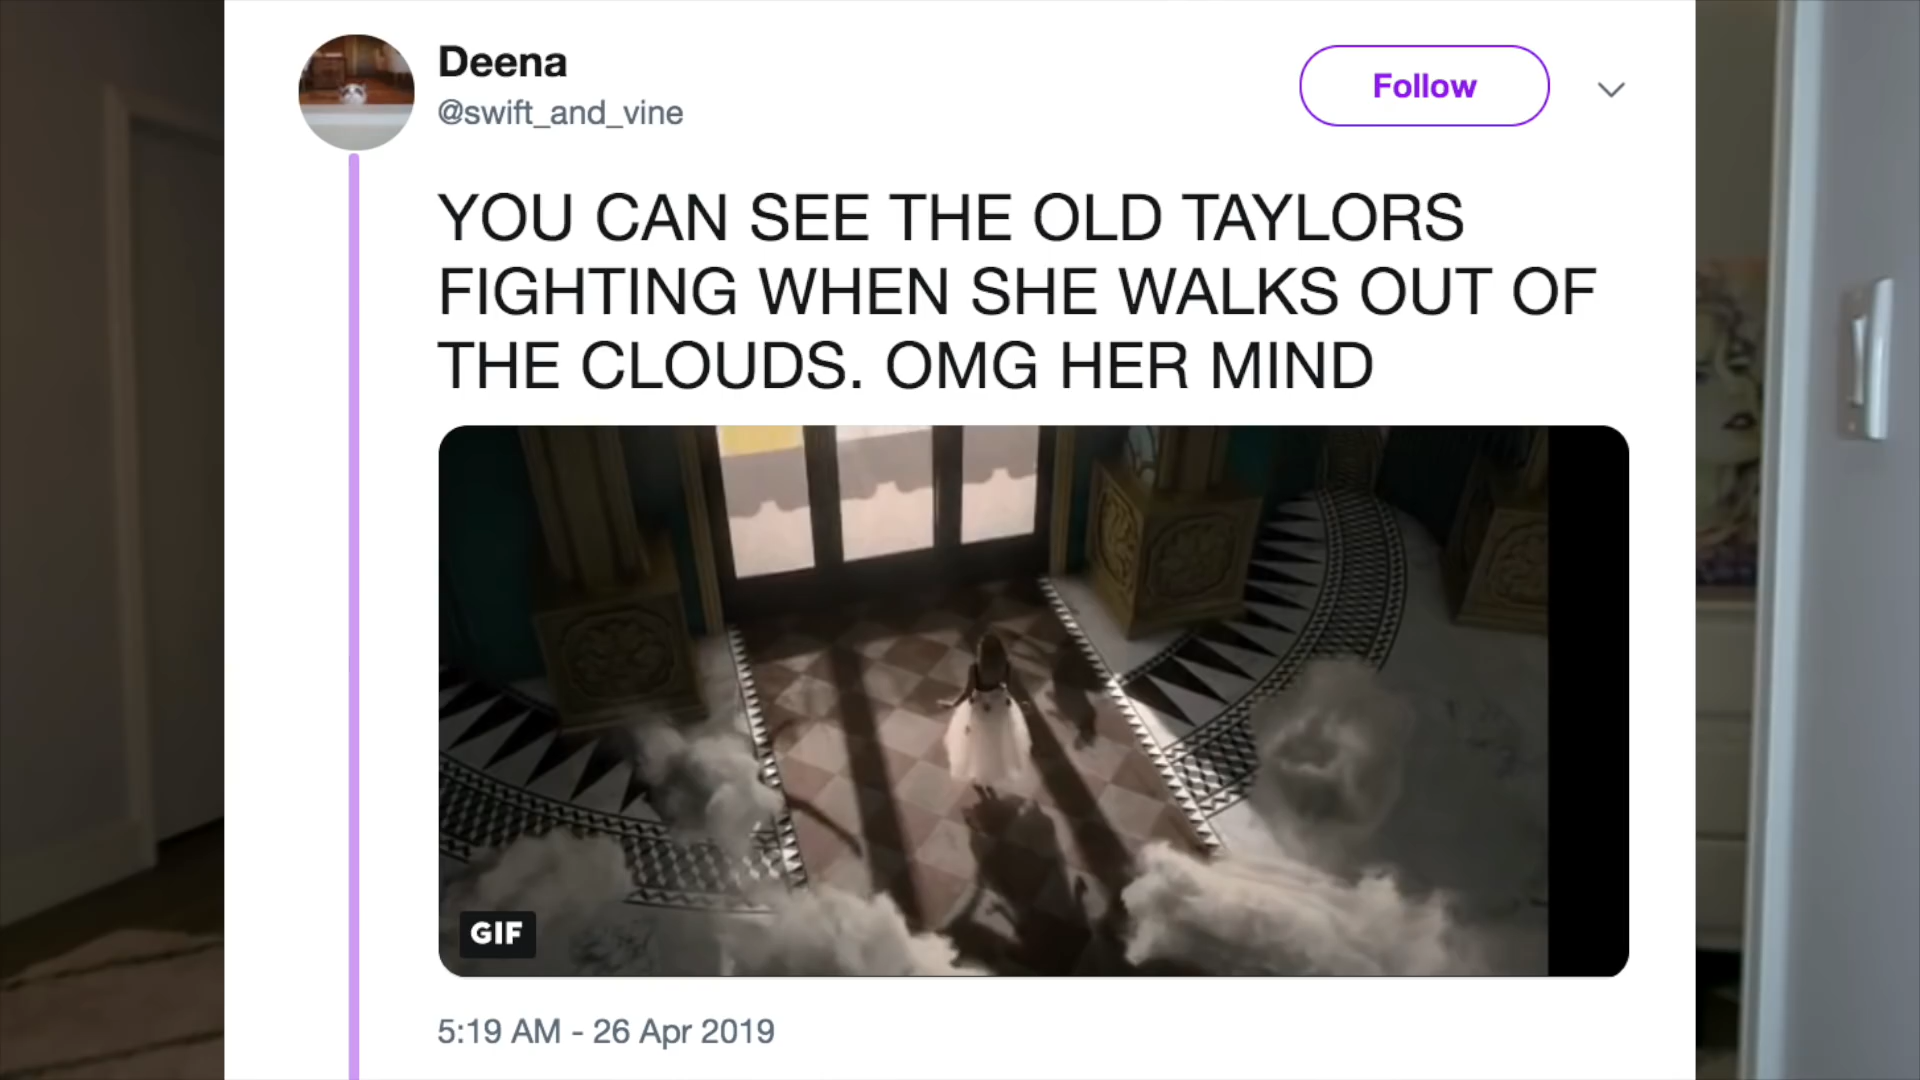 Deena
@swift_and_vine
Follow
YOU CAN SEE THE OLD TAYLORS
FIGHTING WHEN SHE WALKS OUT OF
THE CLOUDS. OMG HER MIND
GIF
5:19 AM - 26 Apr 2019